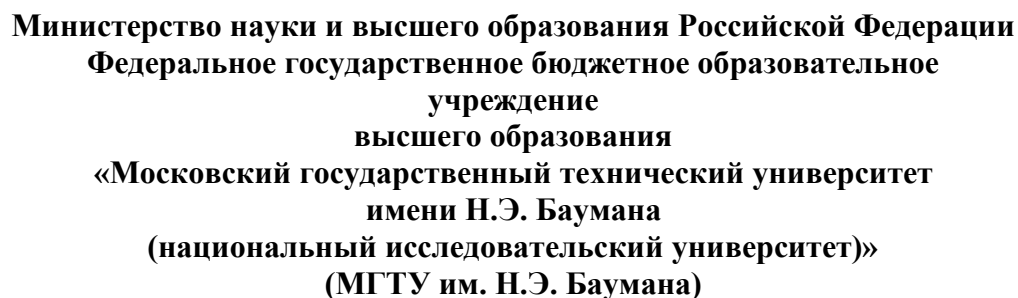 Министерство науки и высшего образования Российской Федерации
Федеральное государственное бюджетное образовательное
учреждение
высшего образования
«Московский государственный технический университет
имени Н.Э. Баумана
(национальный исследовательский университет)»
(МГТУ им. Н.Э. Баумана)